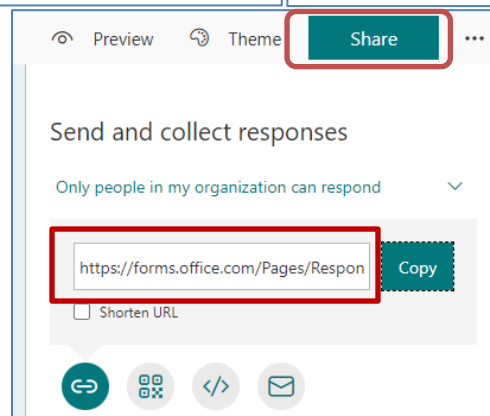 Preview Theme Share ...
Send and collect responses
Only people in my organization can respond
https://forms.office.com/Pages/Respon Copy
Shorten URL